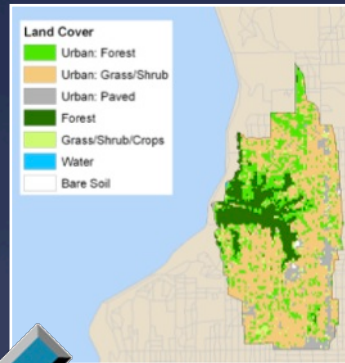 Land Cover
Urban: Forest
Urban: Grass/Shrub
Urban: Paved
Forest
Grass/Shrub/Crops
Water
Bare Soil